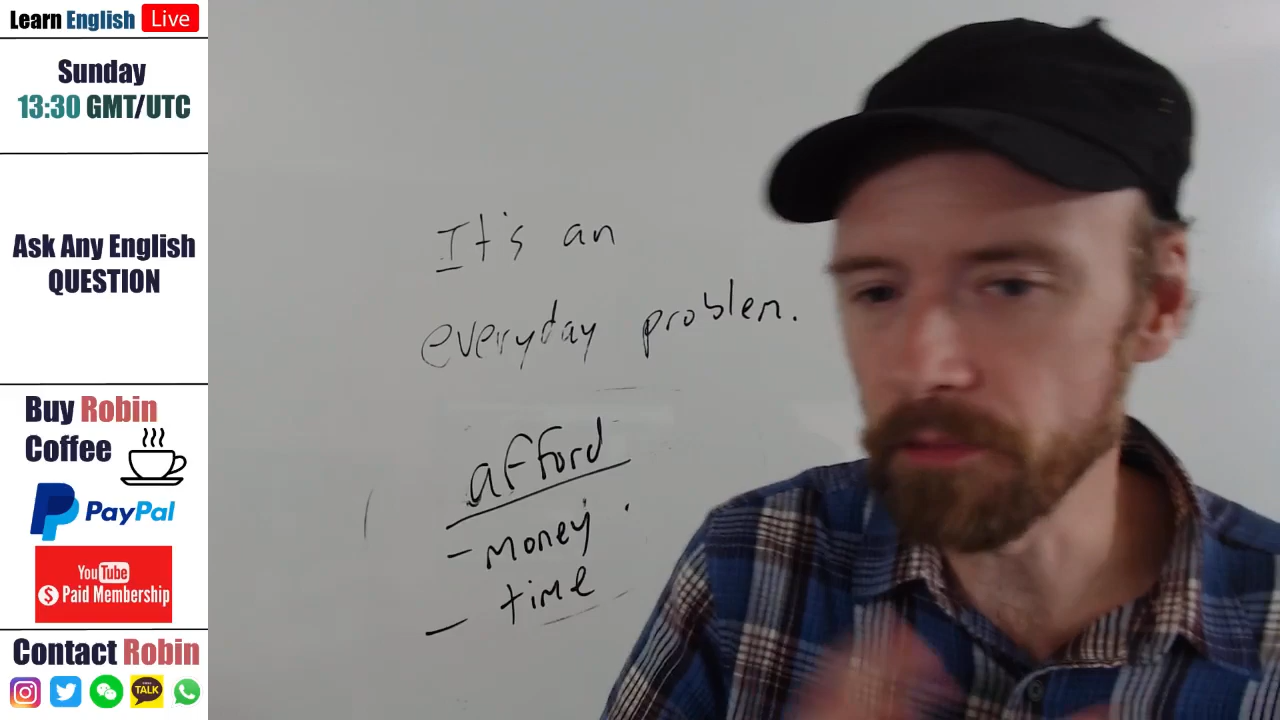 Learn English Live
Sunday
13:30 GMT/UTC
Ask Any English
QUESTION
Buy Robin
Coffee
PayPal
YouTube
$ Paid Membership
Contact Robin
TALK
It's an
everyday problem.
afford
- money
- time